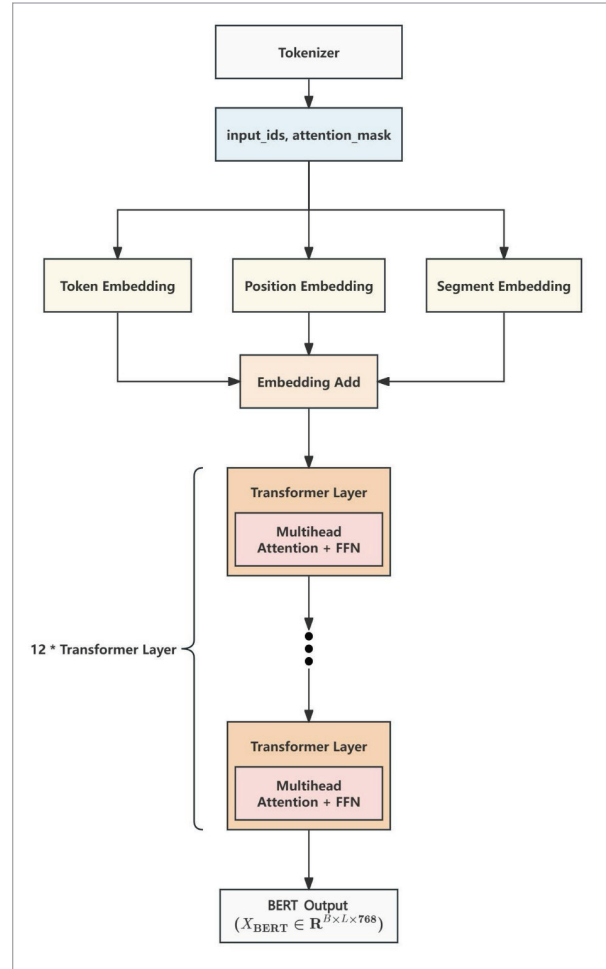 Tokenizer
input_ids, attention_mask
Token Embedding
Position Embedding
Segment Embedding
Embedding Add
Transformer Layer
Multihead
Attention + FFN
12 * Transformer Layer
Transformer Layer
Multihead
Attention + FFN
BERT Output
(X_BERT ∈ R^{B×L×768})